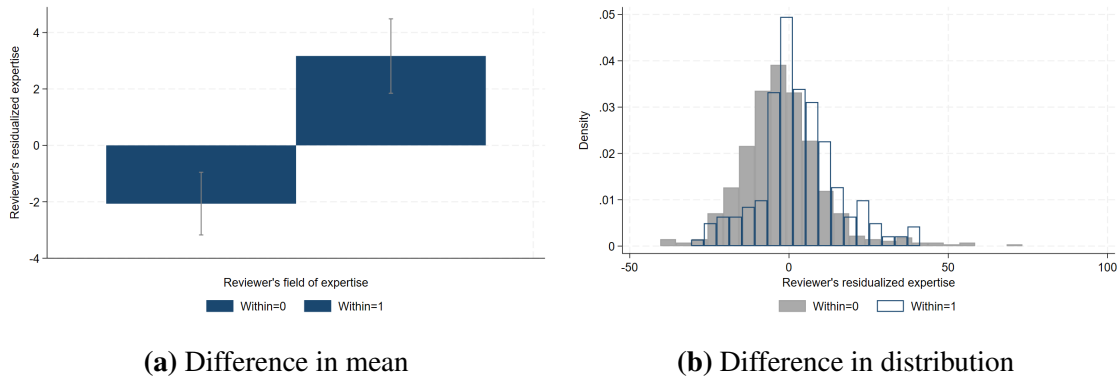 4
2
0
-2
-4
Reviewer's residualized expertise
Reviewer's field of expertise
Within=0 Within=1
(a) Difference in mean
.05
.04
.03
.02
.01
0
Density
-50 0 50 100
Reviewer's residualized expertise
Within=0 Within=1
(b) Difference in distribution